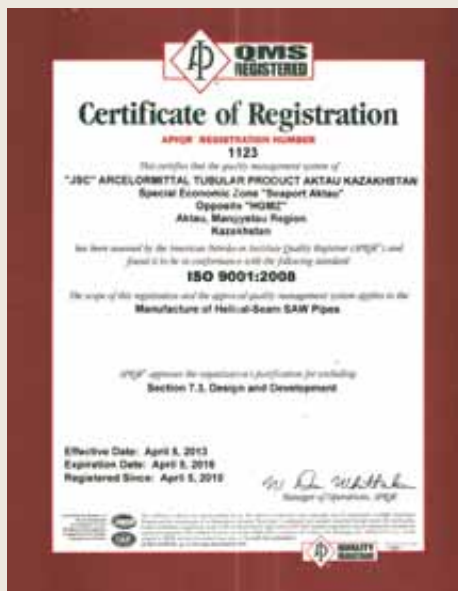 QMS
REGISTERED
Certificate of Registration
APIQR® REGISTRATION NUMBER
1123
This certifies that the quality management system of
"JSC" ARCELORMITTAL TUBULAR PRODUCT AKTAU KAZAKHSTAN
Special Economic Zone "Seaport Aktau"
Opposite "HGMZ"
Aktau, Mangystau Region
Kazakhstan
has been assessed by the American Petroleum Institute Quality Registrar (APIQR®) and
found it to be in conformance with the following standard:
ISO 9001:2008
The scope of this registration and the approved quality management system applies to the
Manufacture of Helical-Seam SAW Pipes
APIQR® approves the organization's justification for excluding:
Section 7.3, Design and Development
Effective Date: April 5, 2013
Expiration Date: April 5, 2016
Registered Since: April 5, 2010
Manager of Operations, APIQR
QUALITY
REGISTRAR